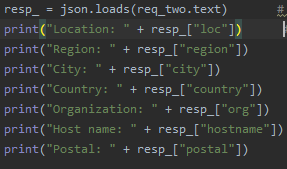 resp_ = json.loads(req_two.text) #
print("Location: " + resp_["loc"])
print("Region: " + resp_["region"])
print("City: " + resp_["city"])
print("Country: " + resp_["country"])
print("Organization: " + resp_["org"])
print("Host name: " + resp_["hostname"])
print("Postal: " + resp_["postal"])